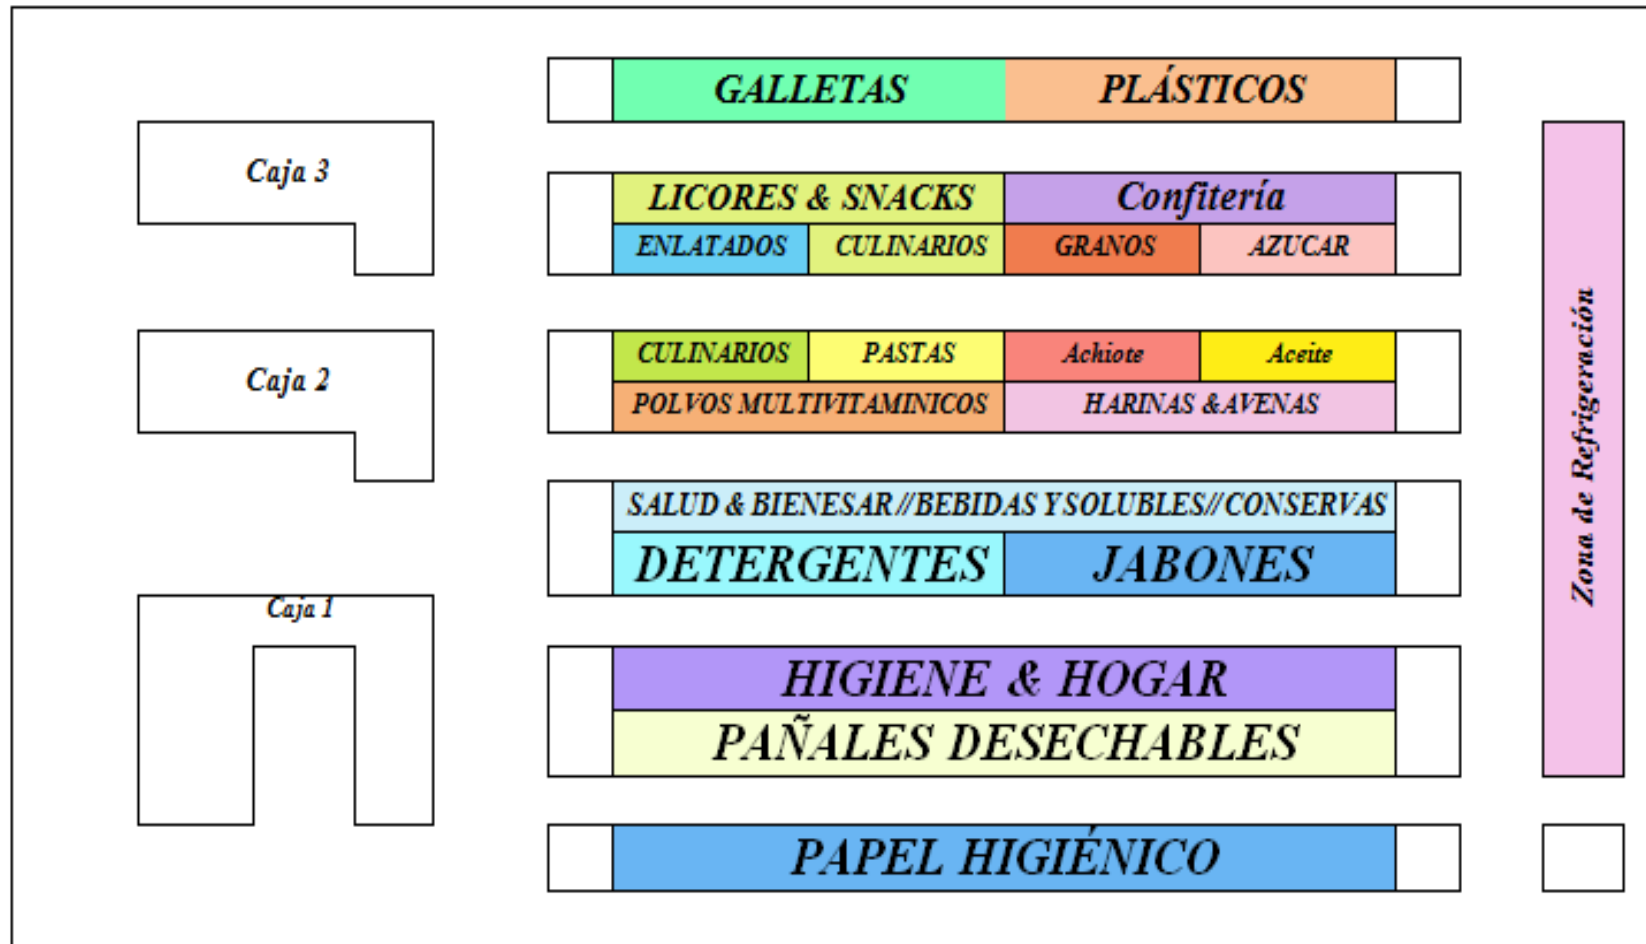 GALLETAS
PLÁSTICOS
Caja 3
LICORES & SNACKS
Confitería
ENLATADOS
CULINARIOS
GRANOS
AZUCAR
Caja 2
CULINARIOS
PASTAS
Achiote
Aceite
POLVOS MULTIVITAMINICOS
HARINAS &AVENAS
Zona de Refrigeración
SALUD & BIENESAR//BEBIDAS Y SOLUBLES//CONSERVAS
DETERGENTES
JABONES
Caja 1
HIGIENE & HOGAR
PAÑALES DESECHABLES
PAPEL HIGIÉNICO